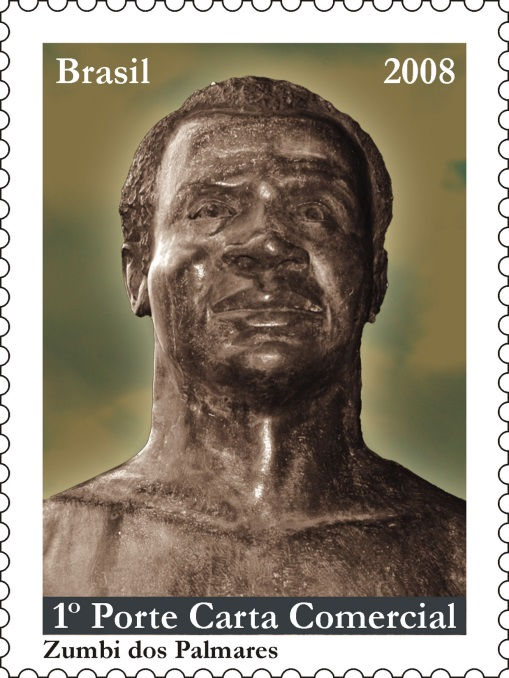 Brasil 2008
1º Porte Carta Comercial
Zumbi dos Palmares